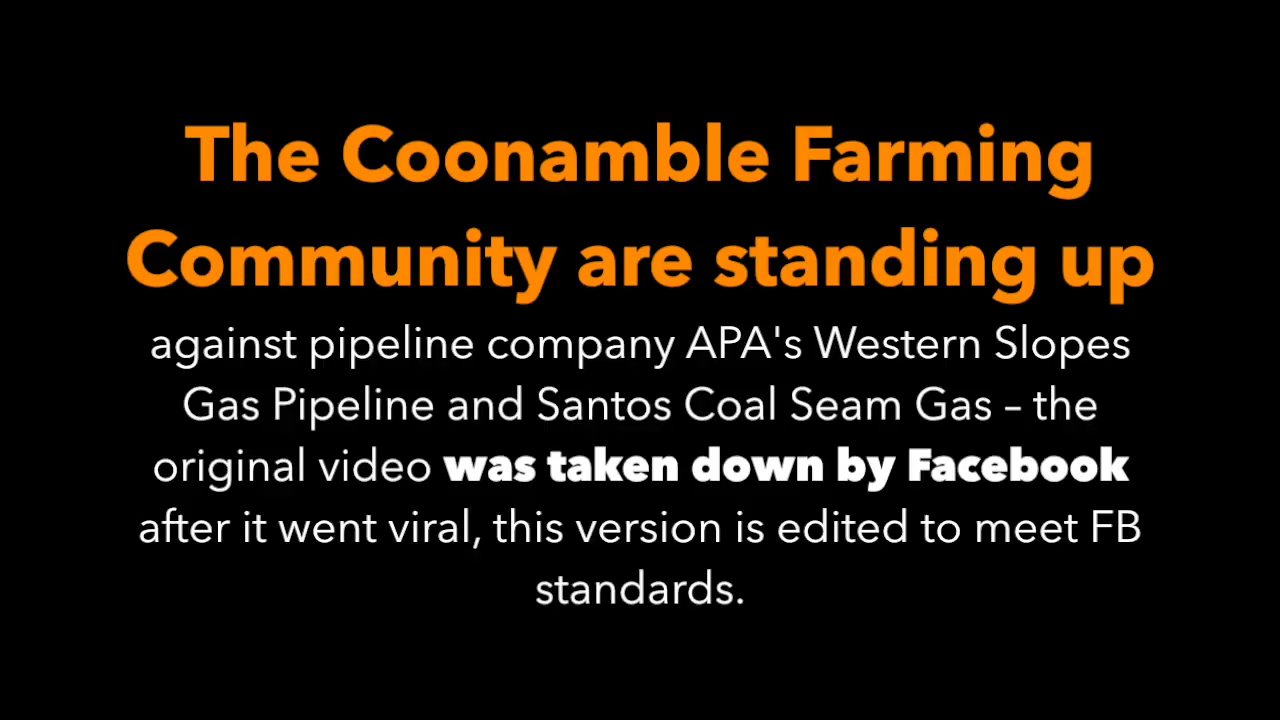 The Coonamble Farming
Community are standing up
against pipeline company APA's Western Slopes
Gas Pipeline and Santos Coal Seam Gas – the
original video was taken down by Facebook
after it went viral, this version is edited to meet FB
standards.